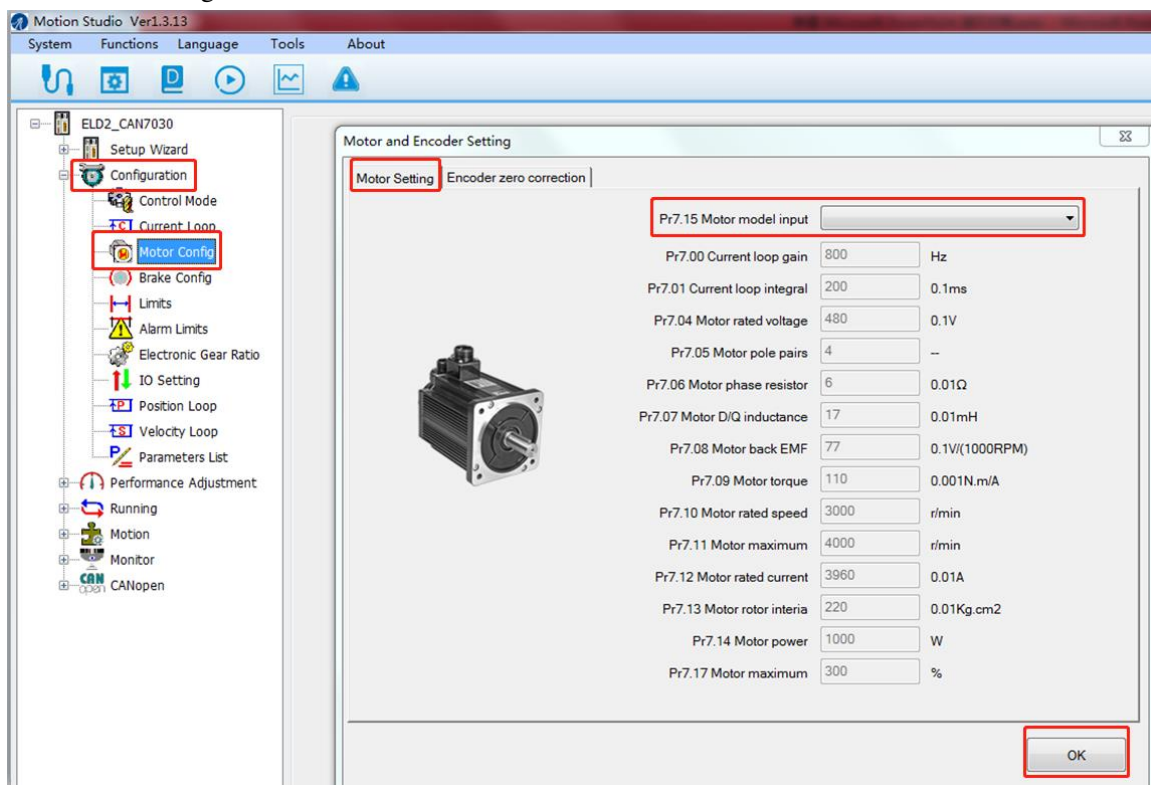 Motion Studio Ver1.3.13
System Functions Language Tools About
ELD2_CAN7030
Setup Wizard
Configuration
Control Mode
Current Loop
Motor Config
Brake Config
Limits
Alarm Limits
Electronic Gear Ratio
IO Setting
Position Loop
Velocity Loop
Parameters List
Performance Adjustment
Running
Motion
Monitor
CANopen
Motor and Encoder Setting
Motor Setting Encoder zero correction
Pr7.15 Motor model input
Pr7.00 Current loop gain 800 Hz
Pr7.01 Current loop integral 200 0.1ms
Pr7.04 Motor rated voltage 480 0.1V
Pr7.05 Motor pole pairs 4 --
Pr7.06 Motor phase resistor 6 0.01Ω
Pr7.07 Motor D/Q inductance 17 0.01mH
Pr7.08 Motor back EMF 77 0.1V/(1000RPM)
Pr7.09 Motor torque 110 0.001N.m/A
Pr7.10 Motor rated speed 3000 r/min
Pr7.11 Motor maximum 4000 r/min
Pr7.12 Motor rated current 3960 0.01A
Pr7.13 Motor rotor interia 220 0.01Kg.cm2
Pr7.14 Motor power 1000 W
Pr7.17 Motor maximum 300 %
OK